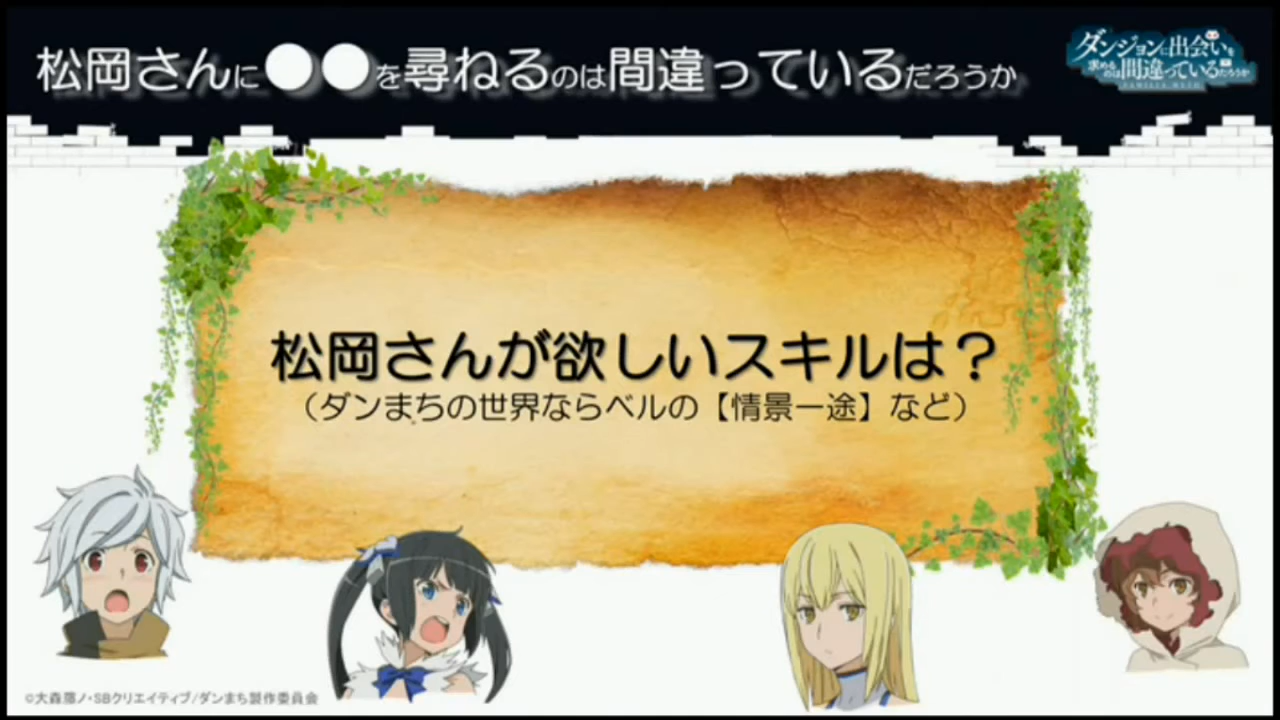 松岡さんに●●を尋ねるのは間違っているだろうか
ダンジョンに出会いを
求めるのは間違っているだろうか
FAMILIA MYTH
松岡さんが欲しいスキルは？
（ダンまちの世界ならベルの【情景一途】など）
©大森藤ノ・SBクリエイティブ/ダンまち製作委員会